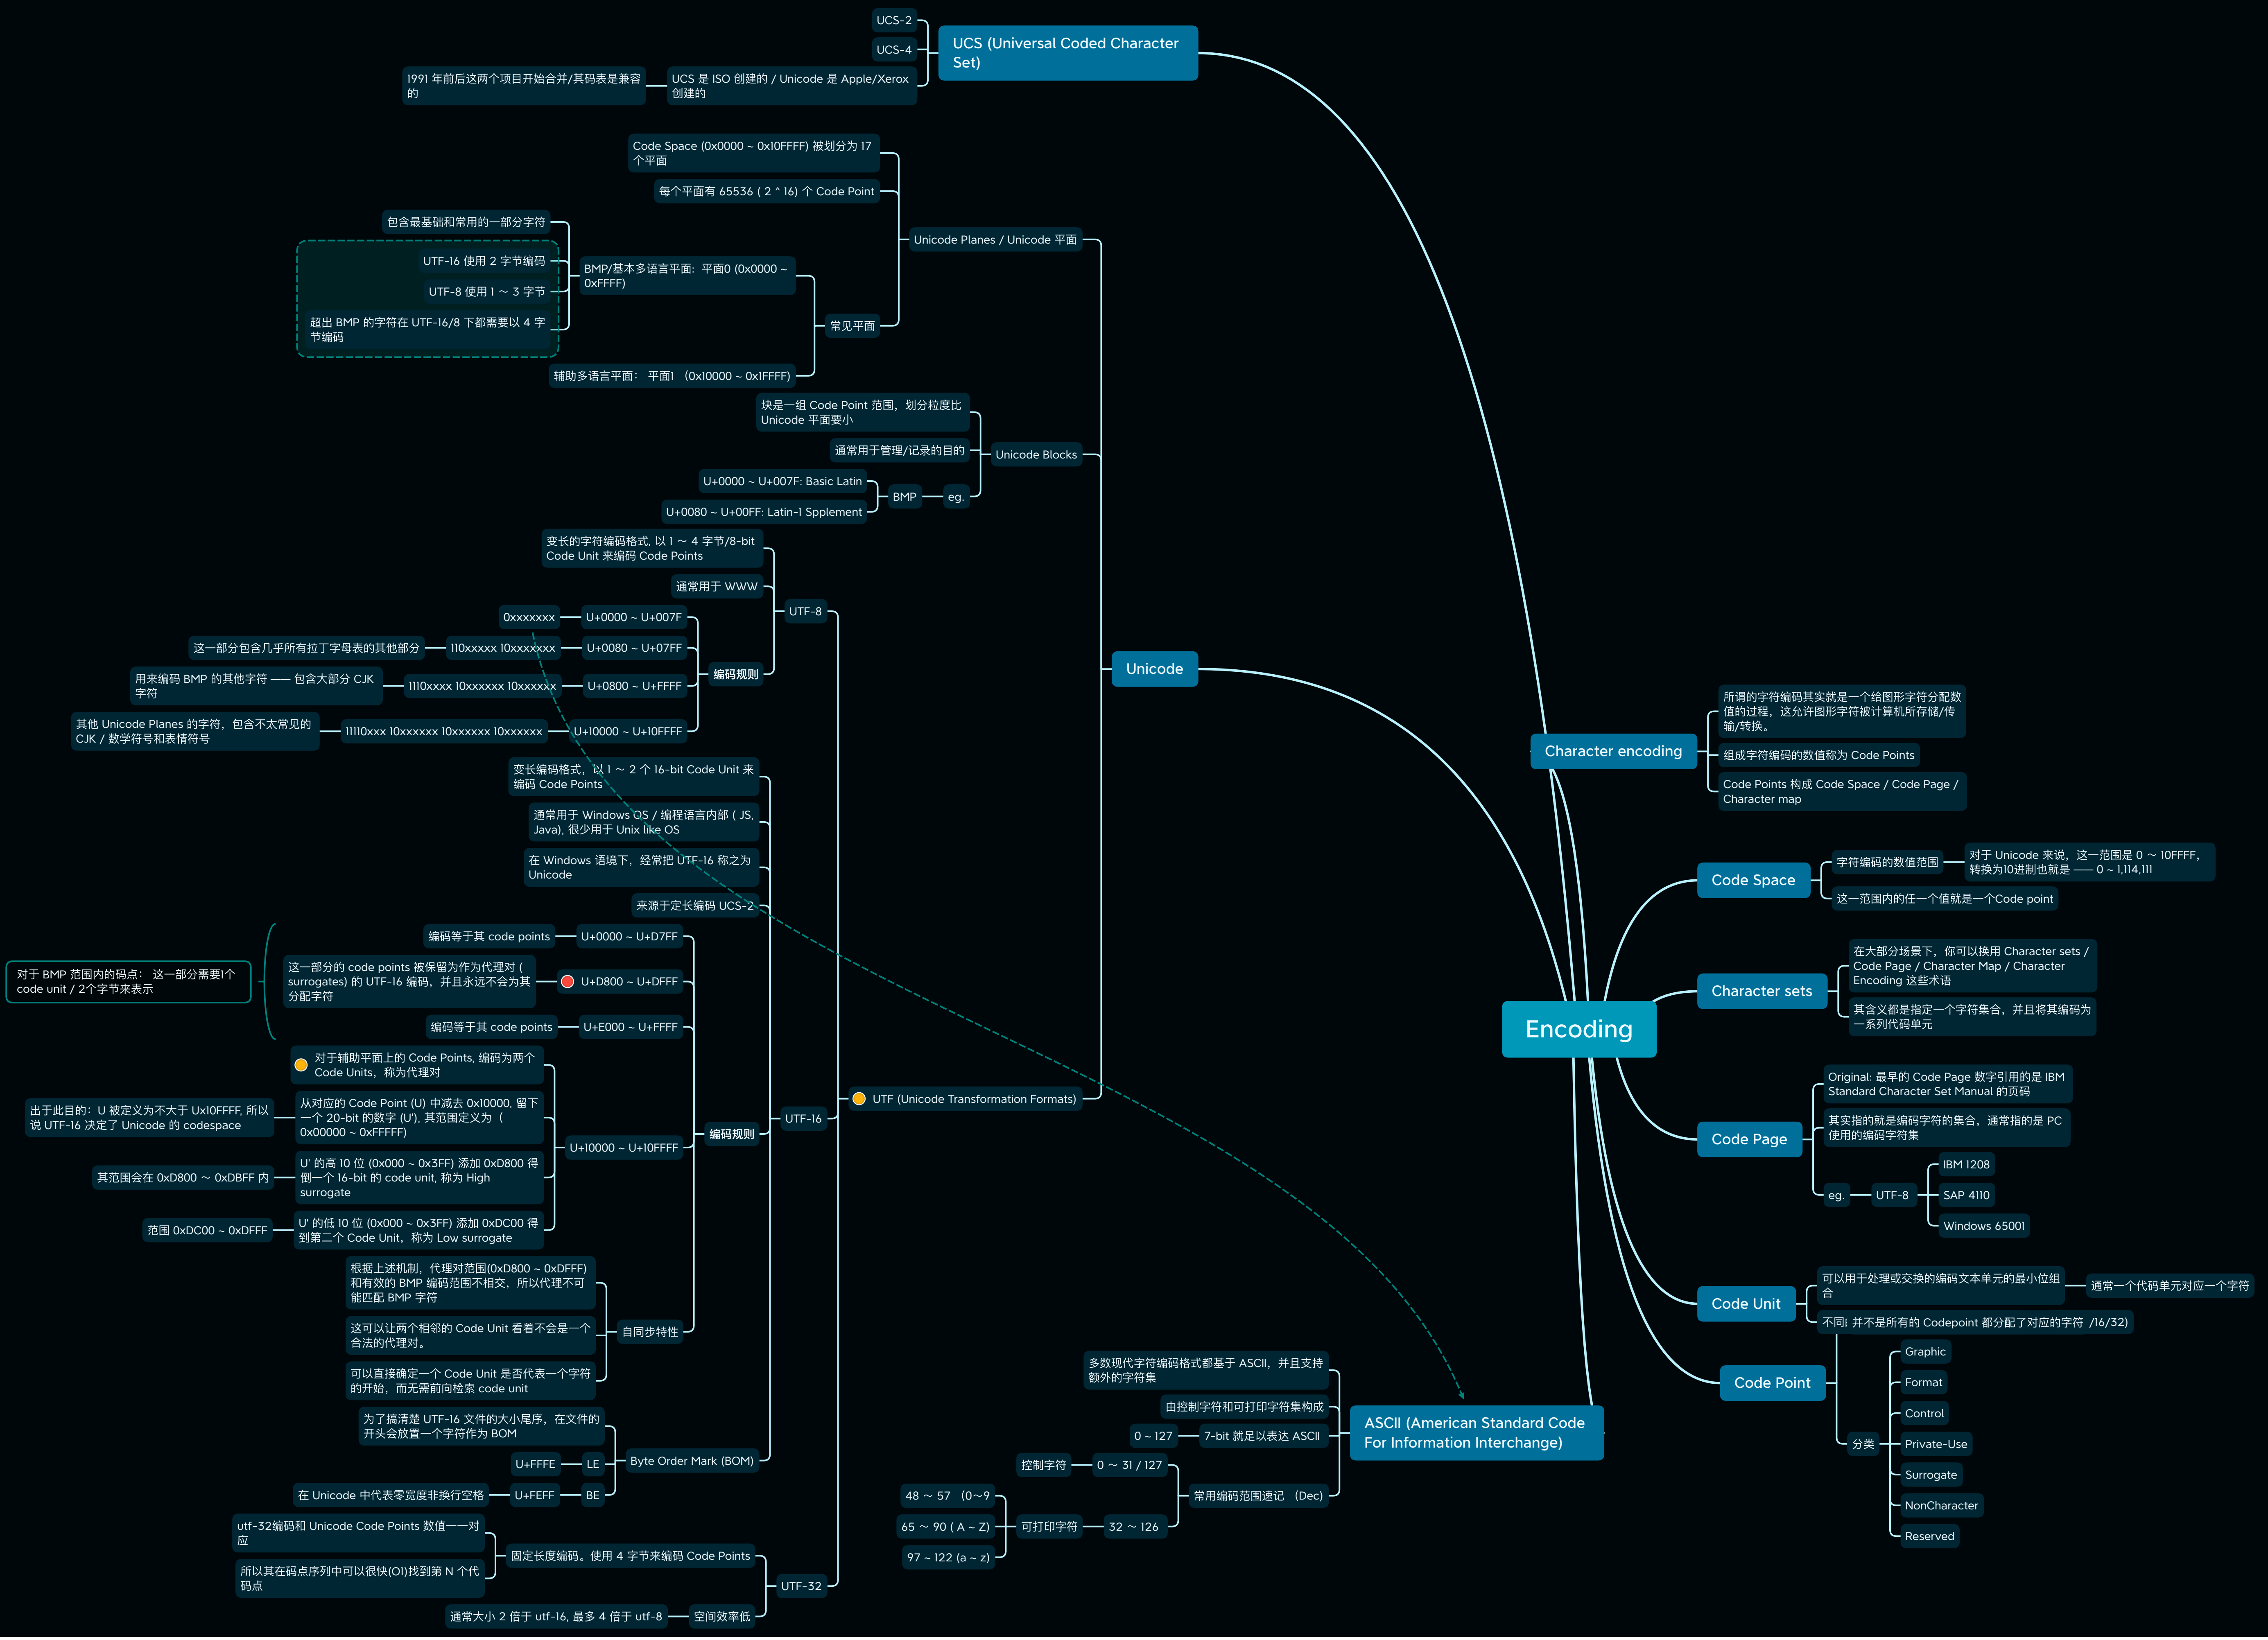 UCS-2
UCS-4
UCS (Universal Coded Character
Set)
1991 年前后这两个项目开始合并/其码表是兼容
的
UCS 是 ISO 创建的 / Unicode 是 Apple/Xerox
创建的
Code Space (0x0000 ~ 0x10FFFF) 被划分为 17
个平面
每个平面有 65536 ( 2 ^ 16) 个 Code Point
Unicode Planes / Unicode 平面
包含最基础和常用的一部分字符
UTF-16 使用 2 字节编码
UTF-8 使用 1 ～ 3 字节
超出 BMP 的字符在 UTF-16/8 下都需要以 4 字
节编码
BMP/基本多语言平面: 平面0 (0x0000 ~
0xFFFF)
常见平面
辅助多语言平面： 平面1 （0x10000 ~ 0x1FFFF)
块是一组 Code Point 范围，划分粒度比
Unicode 平面要小
通常用于管理/记录的目的
Unicode Blocks
U+0000 ~ U+007F: Basic Latin
BMP
eg.
U+0080 ~ U+00FF: Latin-1 Spplement
变长的字符编码格式, 以 1 ～ 4 字节/8-bit
Code Unit 来编码 Code Points
通常用于 WWW
UTF-8
0xxxxxxx
U+0000 ~ U+007F
这一部分包含几乎所有拉丁字母表的其他部分
110xxxxx 10xxxxxxx
U+0080 ~ U+07FF
编码规则
用来编码 BMP 的其他字符 —— 包含大部分 CJK
字符
1110xxxx 10xxxxxx 10xxxxxx
U+0800 ~ U+FFFF
其他 Unicode Planes 的字符，包含不太常见的
CJK / 数学符号和表情符号
11110xxx 10xxxxxx 10xxxxxx 10xxxxxx
U+10000 ~ U+10FFFF
Unicode
变长编码格式，以 1 ～ 2 个 16-bit Code Unit 来
编码 Code Points
通常用于 Windows OS / 编程语言内部 ( JS,
Java), 很少用于 Unix like OS
在 Windows 语境下，经常把 UTF-16 称之为
Unicode
来源于定长编码 UCS-2
编码等于其 code points
U+0000 ~ U+D7FF
对于 BMP 范围内的码点： 这一部分需要1个
code unit / 2个字节来表示
这一部分的 code points 被保留为作为代理对 (
surrogates) 的 UTF-16 编码，并且永远不会为其
分配字符
U+D800 ~ U+DFFF
编码等于其 code points
U+E000 ~ U+FFFF
对于辅助平面上的 Code Points, 编码为两个
Code Units，称为代理对
出于此目的：U 被定义为不大于 Ux10FFFF, 所以
说 UTF-16 决定了 Unicode 的 codespace
从对应的 Code Point (U) 中减去 0x10000, 留下
一个 20-bit 的数字 (U'), 其范围定义为（
0x00000 ~ 0xFFFFF)
U+10000 ~ U+10FFFF
编码规则
UTF-16
UTF (Unicode Transformation Formats)
其范围会在 0xD800 ～ 0xDBFF 内
U' 的高 10 位 (0x000 ~ 0x3FF) 添加 0xD800 得
倒一个 16-bit 的 code unit, 称为 High
surrogate
范围 0xDC00 ~ 0xDFFF
U' 的低 10 位 (0x000 ~ 0x3FF) 添加 0xDC00 得
到第二个 Code Unit，称为 Low surrogate
根据上述机制，代理对范围(0xD800 ~ 0xDFFF)
和有效的 BMP 编码范围不相交，所以代理不可
能匹配 BMP 字符
这可以让两个相邻的 Code Unit 看着不会是一个
合法的代理对。
自同步特性
可以直接确定一个 Code Unit 是否代表一个字符
的开始，而无需前向检索 code unit
为了搞清楚 UTF-16 文件的大小尾序，在文件的
开头会放置一个字符作为 BOM
U+FFFE
LE
Byte Order Mark (BOM)
在 Unicode 中代表零宽度非换行空格
U+FEFF
BE
utf-32编码和 Unicode Code Points 数值一一对
应
固定长度编码。使用 4 字节来编码 Code Points
所以其在码点序列中可以很快(O1)找到第 N 个代
码点
UTF-32
通常大小 2 倍于 utf-16, 最多 4 倍于 utf-8
空间效率低
多数现代字符编码格式都基于 ASCII，并且支持
额外的字符集
由控制字符和可打印字符集构成
0 ~ 127
7-bit 就足以表达 ASCII
ASCII (American Standard Code
For Information Interchange)
控制字符
0 ～ 31 / 127
常用编码范围速记 （Dec)
48 ～ 57 （0～9
65 ～ 90 ( A ~ Z)
可打印字符
32 ～ 126
97 ~ 122 (a ~ z)
Encoding
Character encoding
所谓的字符编码其实就是一个给图形字符分配数
值的过程，这允许图形字符被计算机所存储/传
输/转换。
组成字符编码的数值称为 Code Points
Code Points 构成 Code Space / Code Page /
Character map
Code Space
字符编码的数值范围
对于 Unicode 来说，这一范围是 0 ～ 10FFFF，
转换为10进制也就是 —— 0 ~ 1,114,111
这一范围内的任一个值就是一个Code point
Character sets
在大部分场景下，你可以换用 Character sets /
Code Page / Character Map / Character
Encoding 这些术语
其含义都是指定一个字符集合，并且将其编码为
一系列代码单元
Code Page
Original: 最早的 Code Page 数字引用的是 IBM
Standard Character Set Manual 的页码
其实指的就是编码字符的集合，通常指的是 PC
使用的编码字符集
eg.
UTF-8
IBM 1208
SAP 4110
Windows 65001
Code Unit
可以用于处理或交换的编码文本单元的最小位组
合
通常一个代码单元对应一个字符
不同
并不是所有的 Codepoint 都分配了对应的字符
/16/32)
Code Point
分类
Graphic
Format
Control
Private-Use
Surrogate
NonCharacter
Reserved